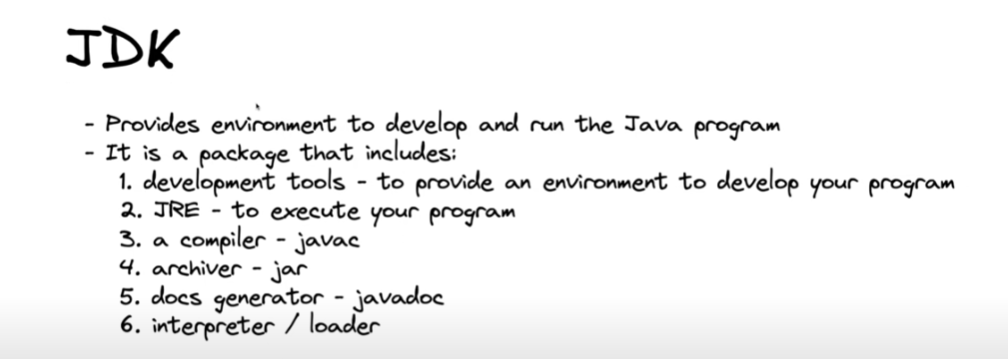 JDK
- Provides environment to develop and run the Java program
- It is a package that includes:
1. development tools - to provide an environment to develop your program
2. JRE - to execute your program
3. a compiler - javac
4. archiver - jar
5. docs generator - javadoc
6. interpreter / loader